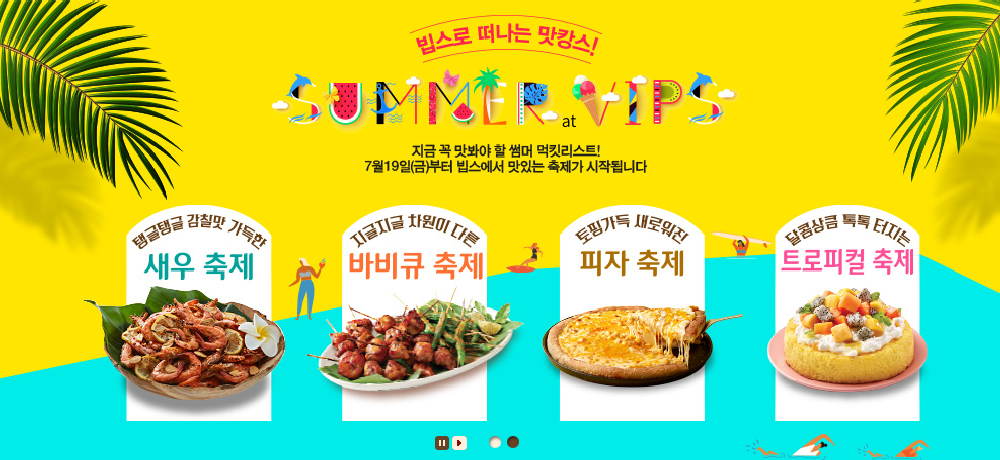 빕스로 떠나는 맛캉스!
SUMMER at VIPS
지금 꼭 맛봐야 할 썸머 먹킷리스트!
7월19일(금)부터 빕스에서 맛있는 축제가 시작됩니다
탱글탱글 감칠맛 가득한
새우 축제
지글지글 차원이 다른
바비큐 축제
토핑가득 새로워진
피자 축제
달콤상큼 톡톡 터지는
트로피컬 축제